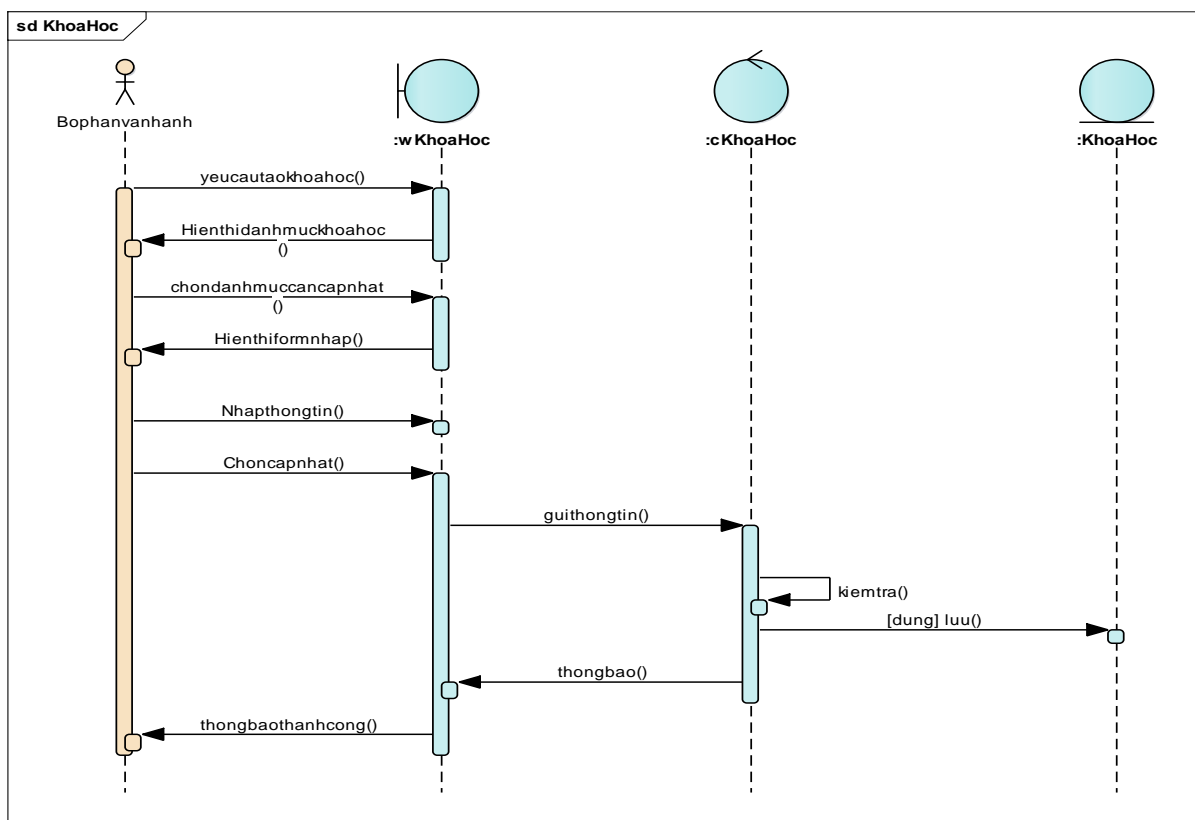 sd KhoaHoc
Bophanvanhanh
:wKhoaHoc
:cKhoaHoc
:KhoaHoc
yeucautaokhoahoc()
Hienthidanhmuckhoahoc
()
chondanhmuccancapnhat
()
Hienthiformnhap()
Nhapthongtin()
Choncapnhat()
guithongtin()
kiemtra()
[dung] luu()
thongbao()
thongbaothanhcong()